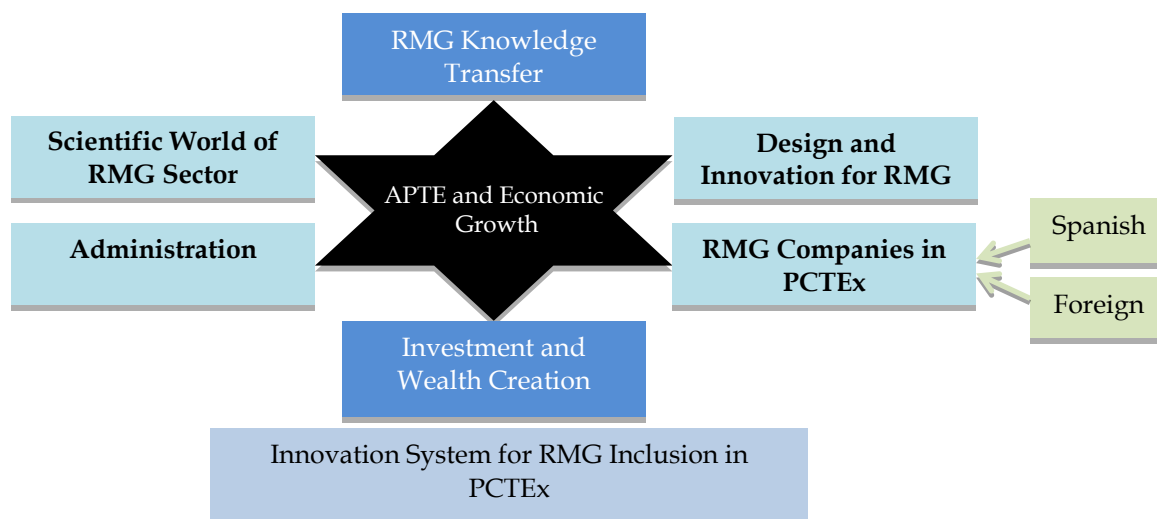 RMG Knowledge
Transfer
Scientific World of
RMG Sector
Design and
Innovation for RMG
APTE and Economic
Growth
Administration
RMG Companies in
PCTEx
Spanish
Foreign
Investment and
Wealth Creation
Innovation System for RMG Inclusion in
PCTEx